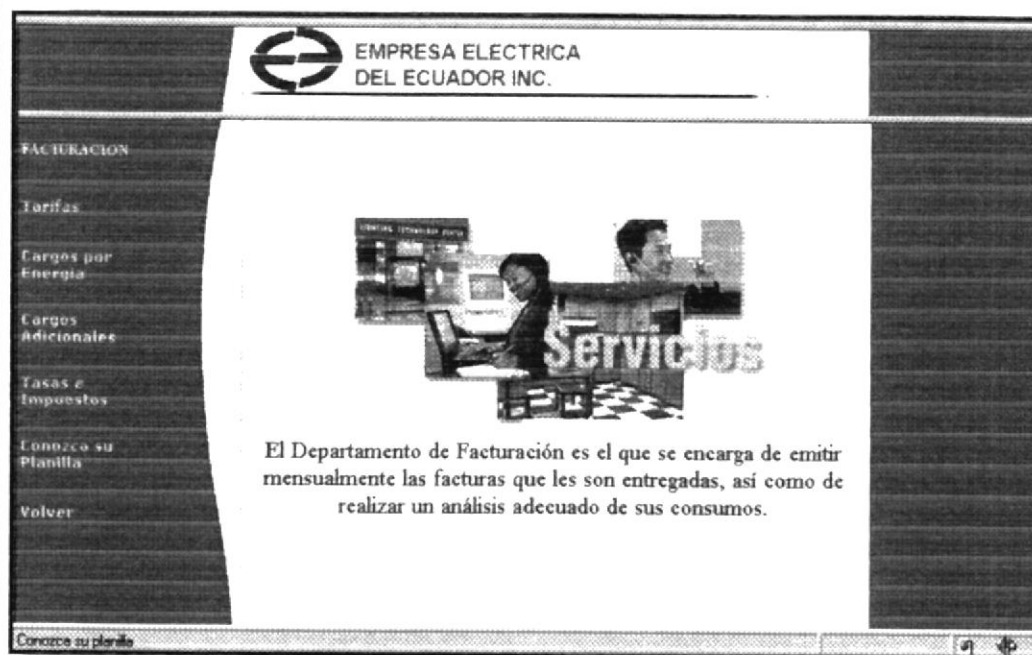 EMPRESA ELECTRICA
DEL ECUADOR INC.
FACTURACION
Tarifas
Cargos por
Energia
Cargos
Adicionales
Tasas e
Impuestos
Conozca su
Planilla
Volver
Servicios
El Departamento de Facturación es el que se encarga de emitir
mensualmente las facturas que les son entregadas, así como de
realizar un análisis adecuado de sus consumos.
Conozca su planilla